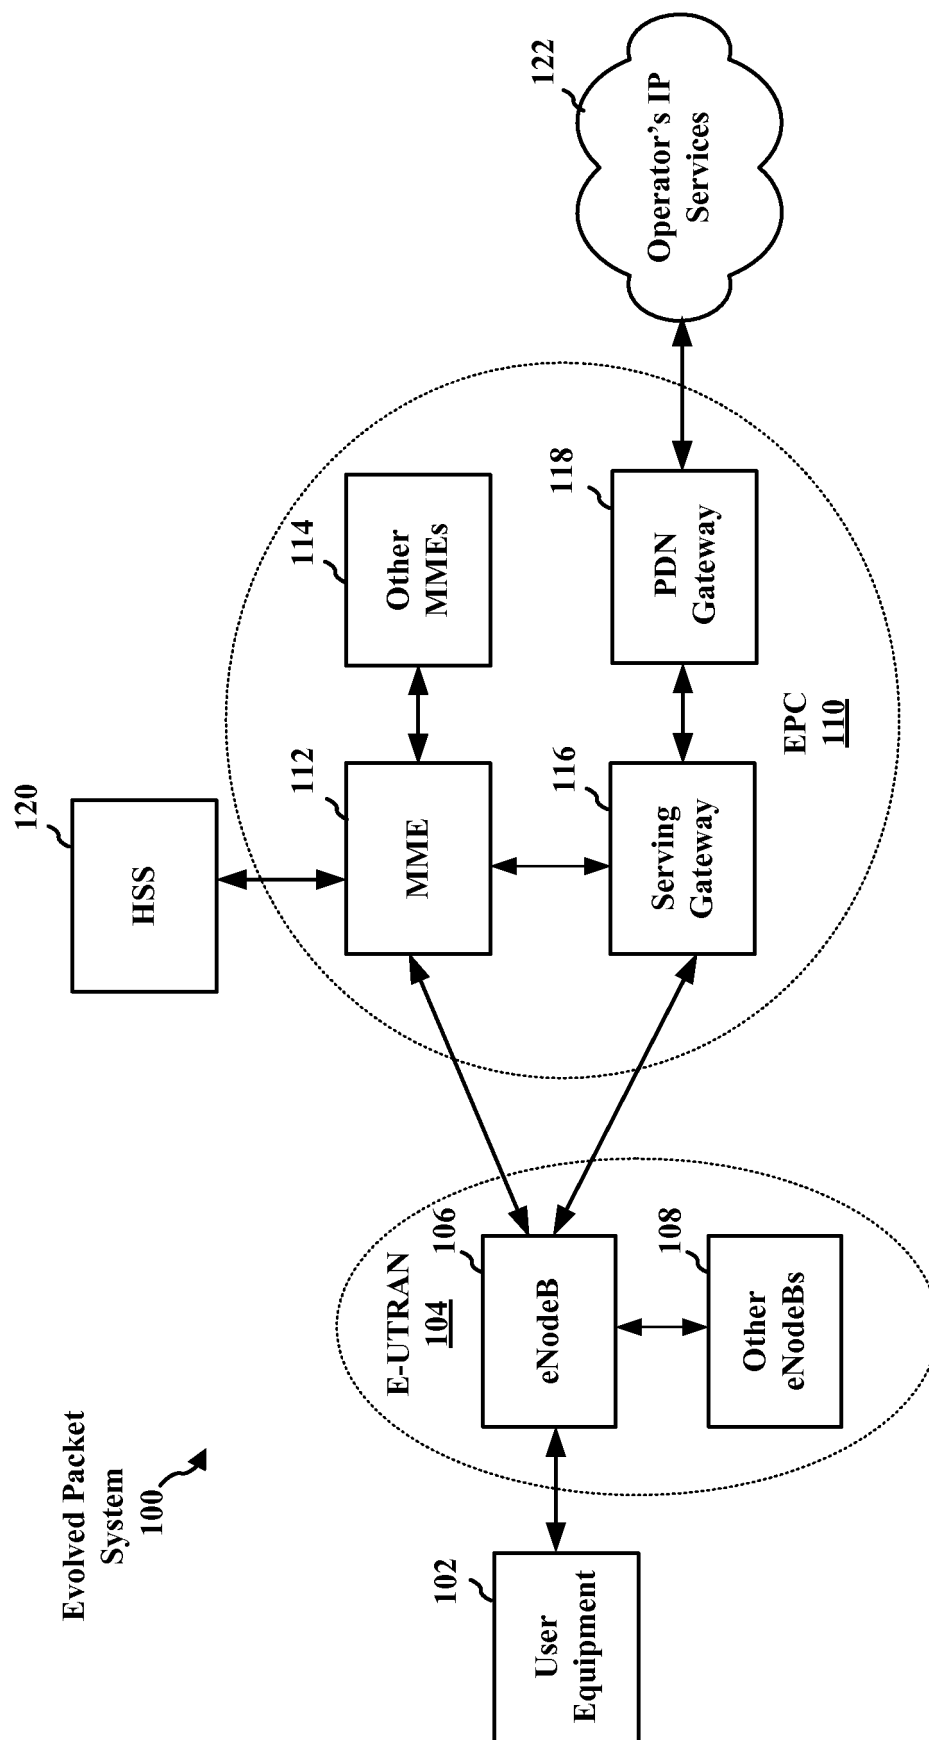 Evolved Packet
System
100
120
HSS
122
Operator's IP
Services
E-UTRAN
104
106
eNodeB
108
Other
eNodeBs
102
User
Equipment
112
MME
114
Other
MMEs
116
Serving
Gateway
118
PDN
Gateway
EPC
110